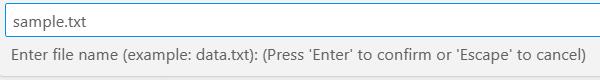 sample.txt
Enter file name (example: data.txt): (Press 'Enter' to confirm or 'Escape' to cancel)